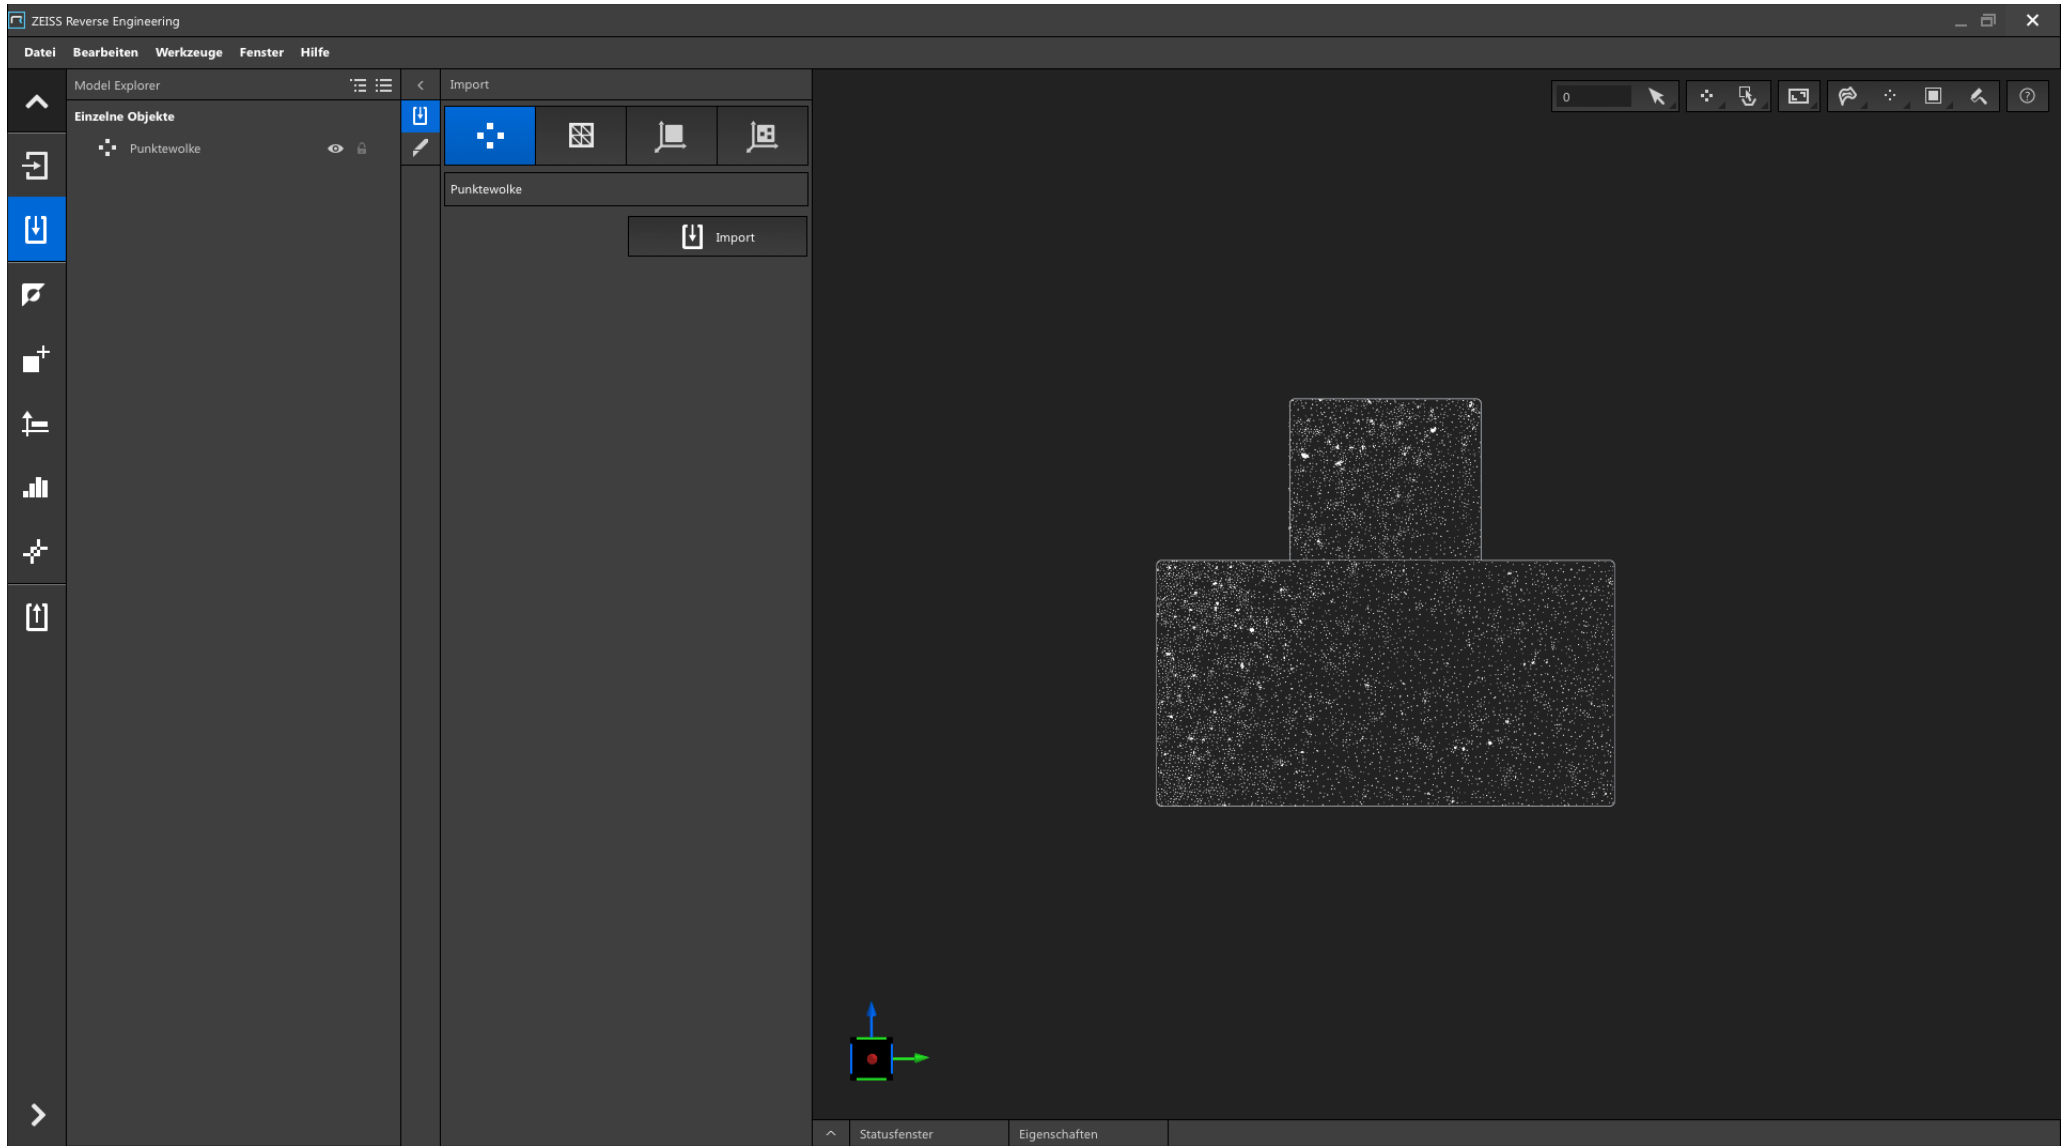 ZEISS Reverse Engineering
Datei Bearbeiten Werkzeuge Fenster Hilfe
Model Explorer
Import
0
Einzelne Objekte
Punktewolke
Punktewolke
Import
Statusfenster
Eigenschaften